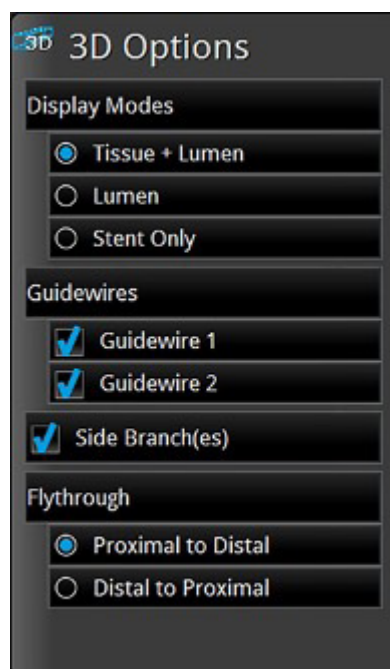 3D 3D Options
Display Modes
Tissue + Lumen
Lumen
Stent Only
Guidewires
Guidewire 1
Guidewire 2
Side Branch(es)
Flythrough
Proximal to Distal
Distal to Proximal